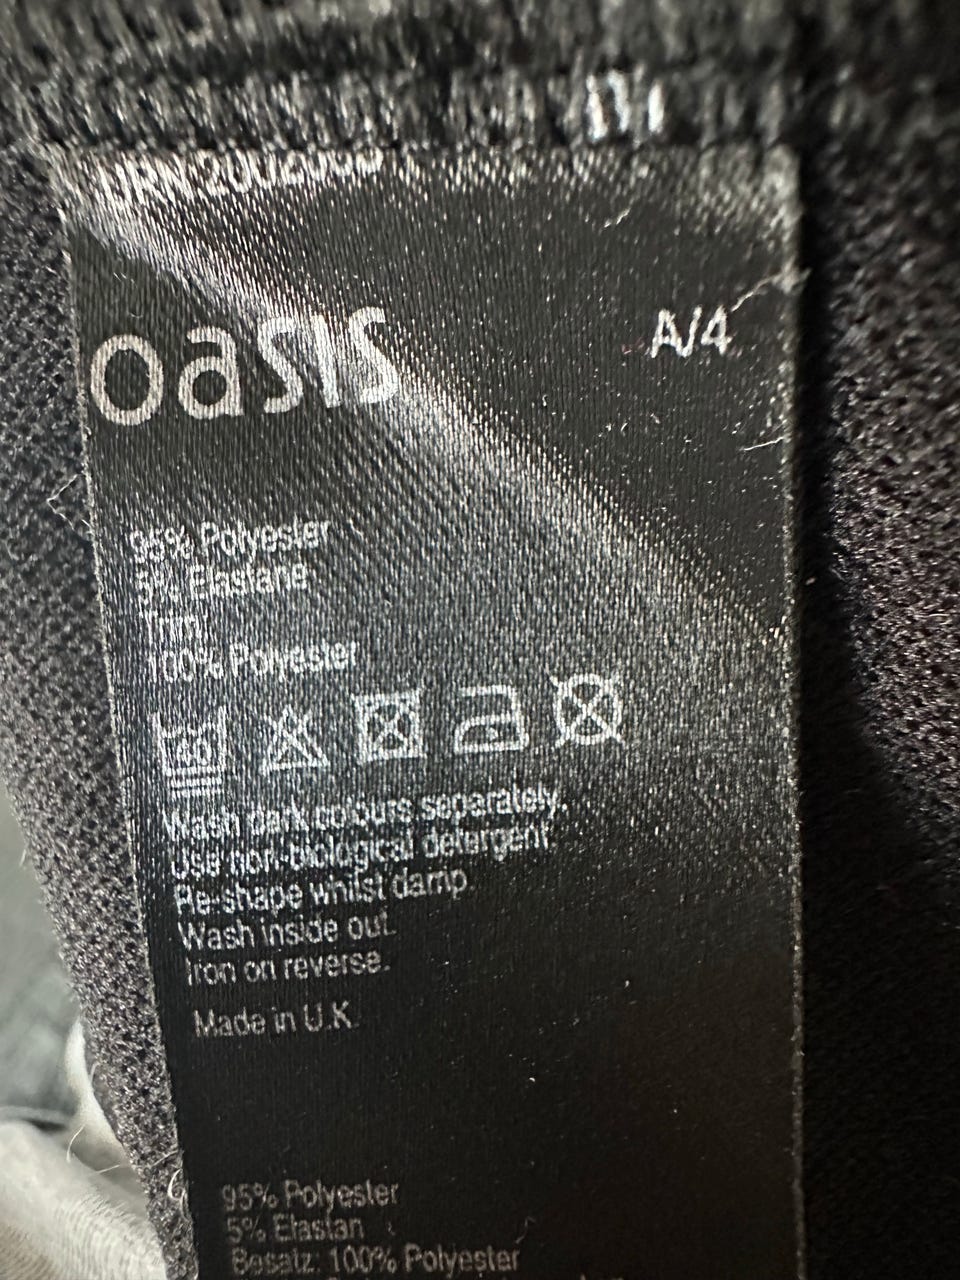 oasis
A/4
95% Polyester
5% Elastane
Trim
100% Polyester
40
Wash dark colours separately.
Use non-biological detergent.
Re-shape whilst damp.
Wash inside out.
Iron on reverse.
Made in U.K.
95% Polyester
5% Elastan
Besatz: 100% Polyester